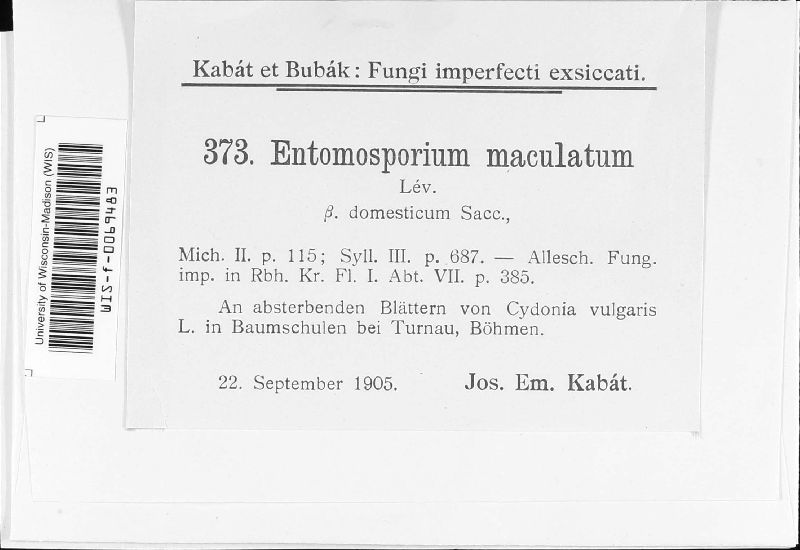 Kabát et Bubák: Fungi imperfecti exsiccati.
373. Entomosporium maculatum
Lév.
β. domesticum Sacc.,
Mich. II. p. 115; Syll. III. p. 687. — Allesch. Fung.
imp. in Rbh. Kr. Fl. I. Abt. VII. p. 385.
An absterbenden Blättern von Cydonia vulgaris
L. in Baumschulen bei Turnau, Böhmen.
22. September 1905. Jos. Em. Kabát.
University of Wisconsin-Madison (WIS)